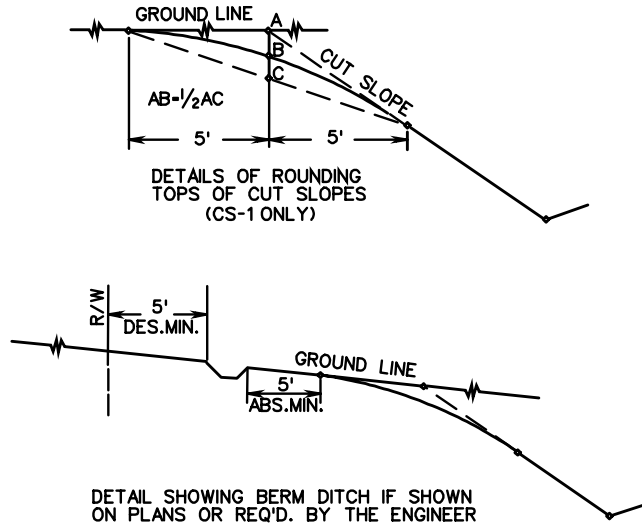 GROUND LINE
A
B
C
CUT SLOPE
AB=1/2AC
5'
5'
DETAILS OF ROUNDING
TOPS OF CUT SLOPES
(CS-1 ONLY)
R/W
5'
DES.MIN.
GROUND LINE
5'
ABS.MIN.
DETAIL SHOWING BERM DITCH IF SHOWN
ON PLANS OR REQ'D. BY THE ENGINEER